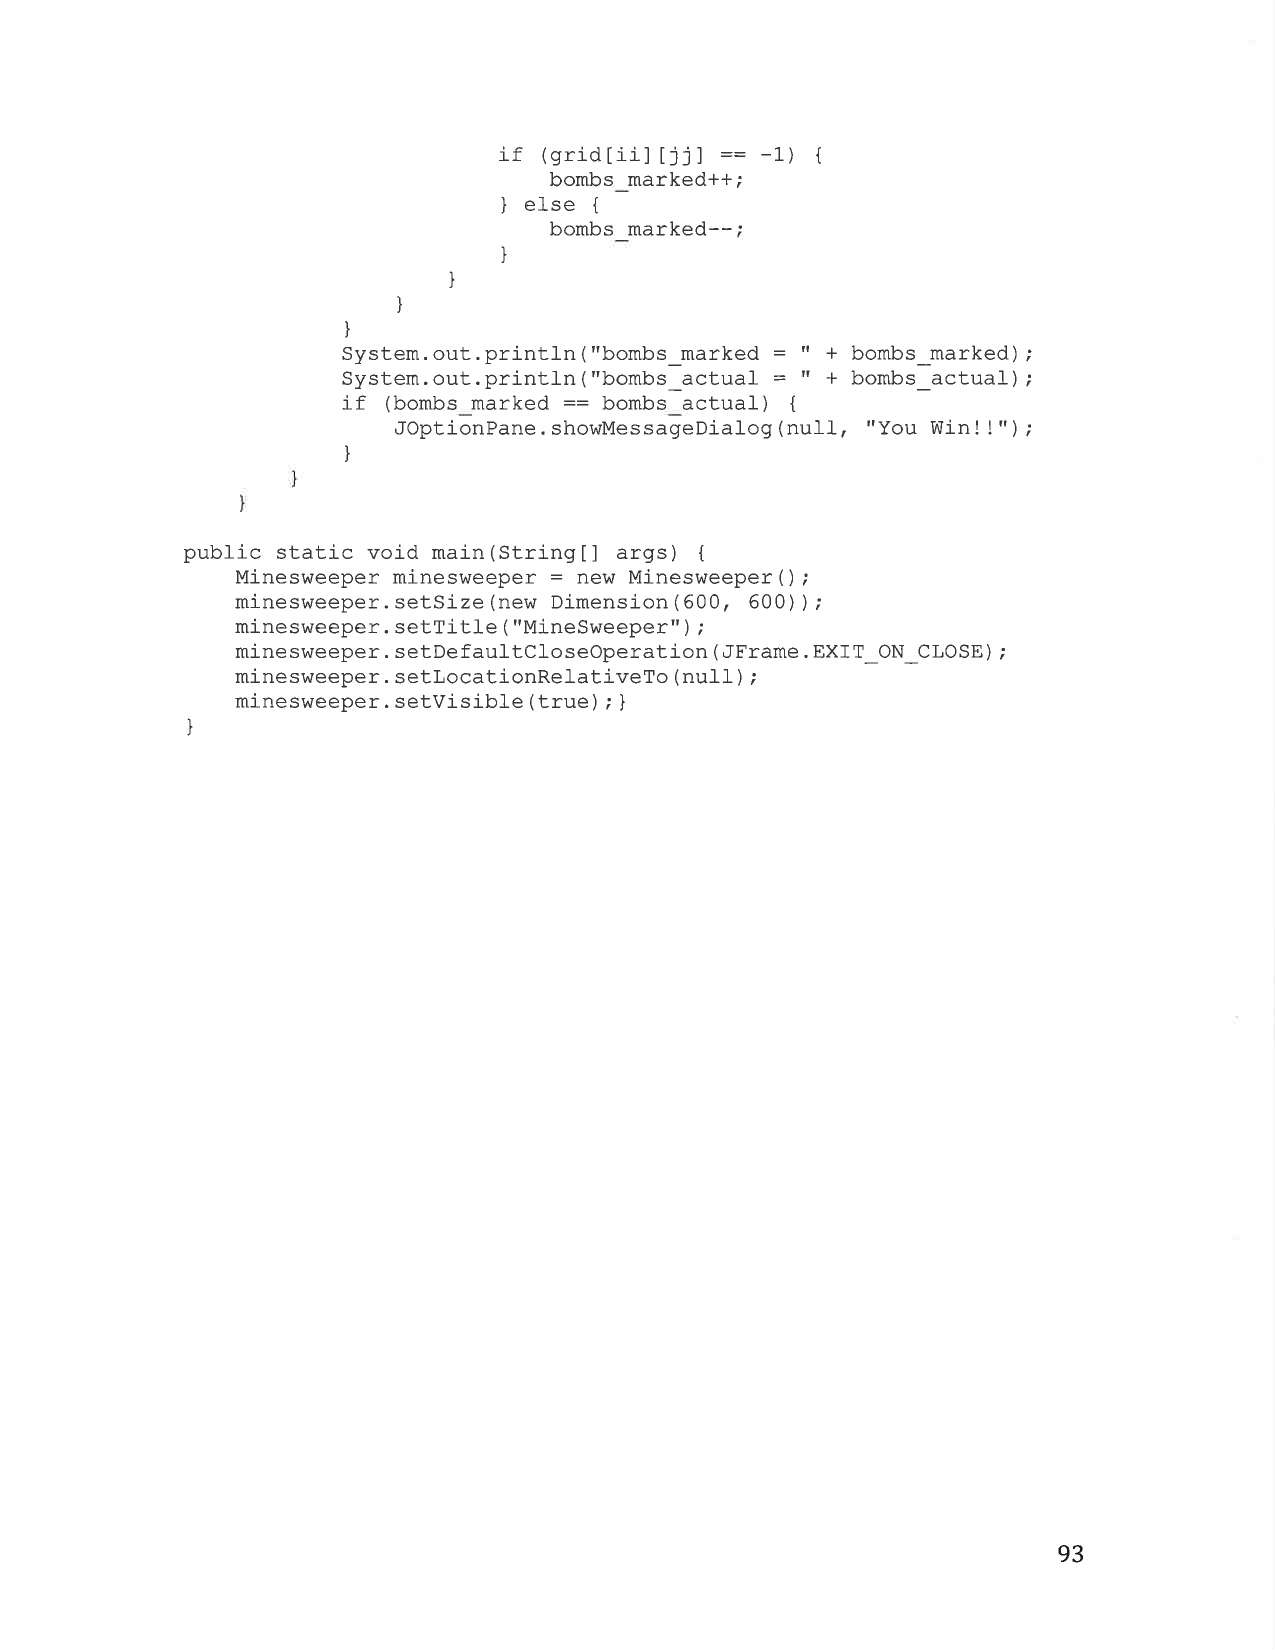 if (grid[ii][jj] == -1) {
bombs_marked++;
} else {
bombs_marked--;
}
}
}
}
System.out.println("bombs_marked = " + bombs_marked);
System.out.println("bombs_actual = " + bombs_actual);
if (bombs_marked == bombs_actual) {
JOptionPane.showMessageDialog(null, "You Win!!");
}
}
}
public static void main(String[] args) {
Minesweeper minesweeper = new Minesweeper();
minesweeper.setSize(new Dimension(600, 600));
minesweeper.setTitle("MineSweeper");
minesweeper.setDefaultCloseOperation(JFrame.EXIT_ON_CLOSE);
minesweeper.setLocationRelativeTo(null);
minesweeper.setVisible(true);}
}
93